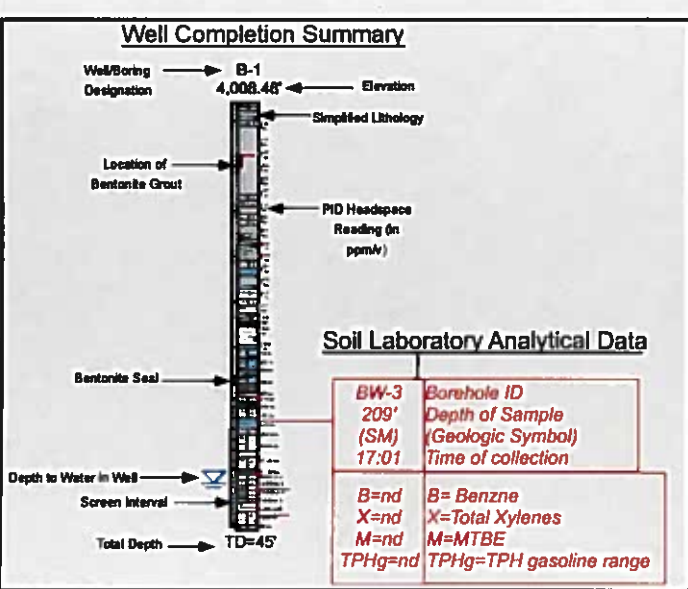 Well Completion Summary
Well/Boring Designation
B-1
4,008.48'
Elevation
Simplified Lithology
Location of
Bentonite Grout
PID Headspace
Reading (in
ppm/v)
Soil Laboratory Analytical Data
BW-3 Borehole ID
209' Depth of Sample
(SM) (Geologic Symbol)
17:01 Time of collection
Bentonite Seal
B=nd B= Benzne
X=nd X=Total Xylenes
M=nd M=MTBE
TPHg=nd TPHg=TPH gasoline range
Depth to Water in Well
Screen Interval
Total Depth
TD=45'